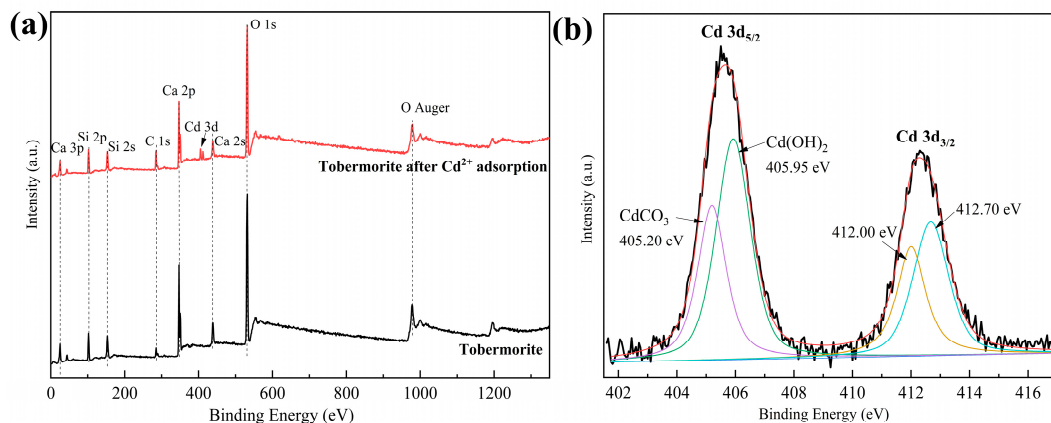 (a)
O 1s
Ca 2p
Ca 3p
Si 2p
Si 2s
C 1s
Cd 3d
Ca 2s
O Auger
Tobermorite after Cd²⁺ adsorption
Tobermorite
Intensity (a.u.)
0 200 400 600 800 1000 1200
Binding Energy (eV)
(b)
Cd 3d₅/₂
Cd(OH)₂
405.95 eV
CdCO₃
405.20 eV
Cd 3d₃/₂
412.70 eV
412.00 eV
Intensity (a.u.)
402 404 406 408 410 412 414 416
Binding Energy (eV)